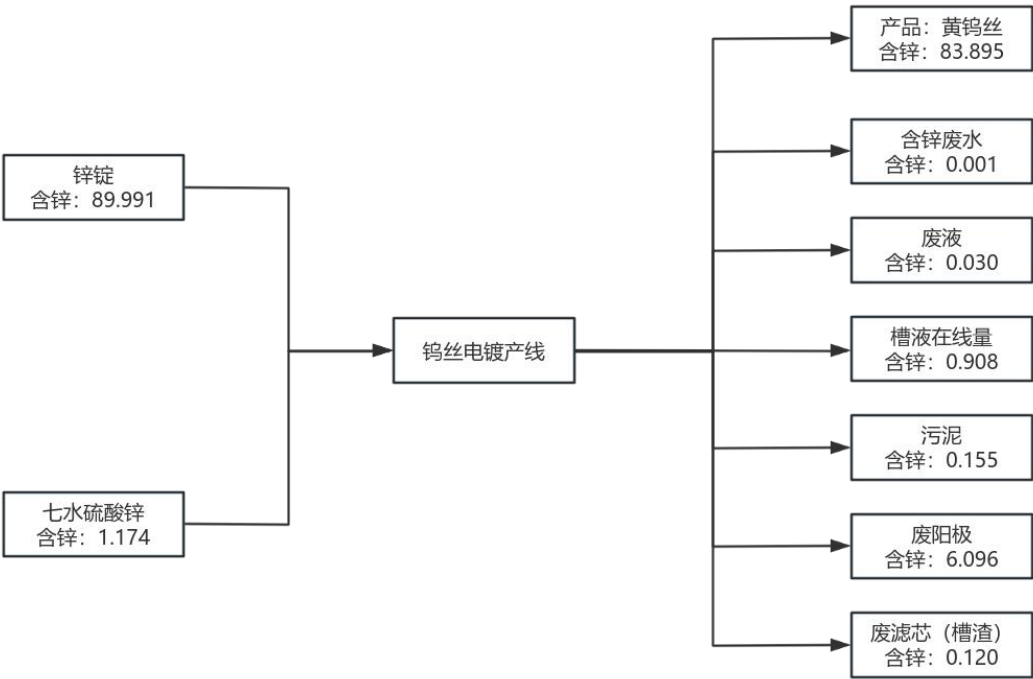 锌锭
含锌：89.991
七水硫酸锌
含锌：1.174
钨丝电镀产线
产品：黄钨丝
含锌：83.895
含锌废水
含锌：0.001
废液
含锌：0.030
槽液在线量
含锌：0.908
污泥
含锌：0.155
废阳极
含锌：6.096
废滤芯（槽渣）
含锌：0.120